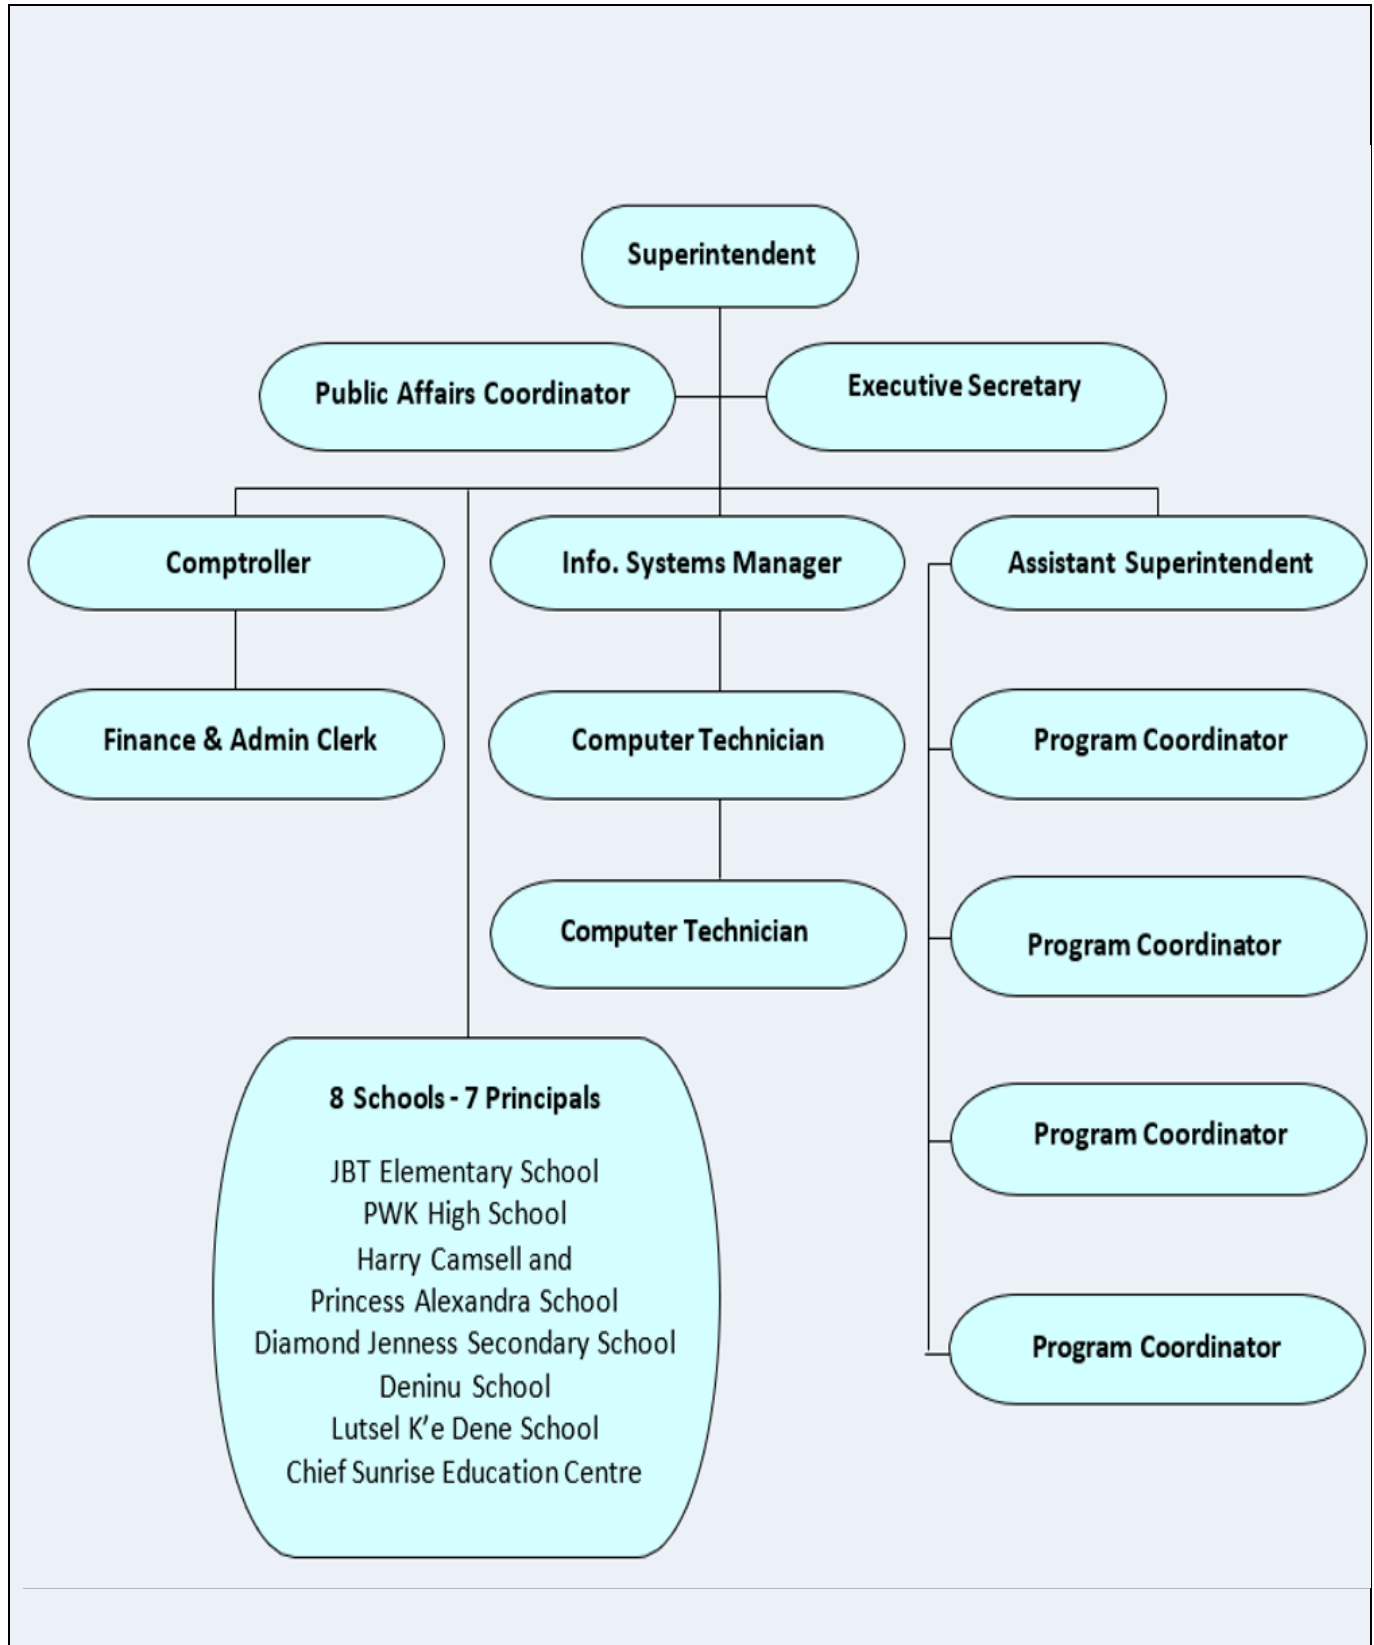 Superintendent
Public Affairs Coordinator
Executive Secretary
Comptroller
Info. Systems Manager
Assistant Superintendent
Finance & Admin Clerk
Computer Technician
Program Coordinator
Computer Technician
Program Coordinator
8 Schools - 7 Principals
JBT Elementary School
PWK High School
Harry Camsell and
Princess Alexandra School
Diamond Jenness Secondary School
Deninu School
Lutsel K’e Dene School
Chief Sunrise Education Centre
Program Coordinator
Program Coordinator